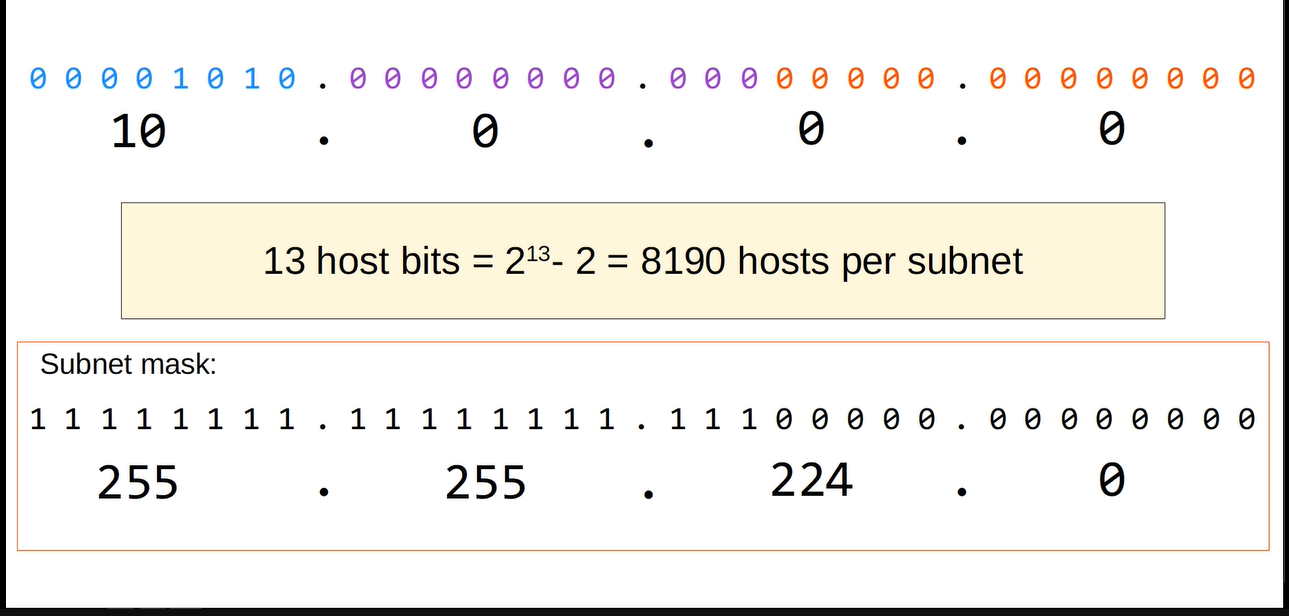 0 0 0 0 1 0 1 0 . 0 0 0 0 0 0 0 0 . 0 0 0 0 0 0 0 0 . 0 0 0 0 0 0 0 0
10 . 0 . 0 . 0
13 host bits = 2¹³- 2 = 8190 hosts per subnet
Subnet mask:
1 1 1 1 1 1 1 1 . 1 1 1 1 1 1 1 1 . 1 1 1 0 0 0 0 0 . 0 0 0 0 0 0 0 0
255 . 255 . 224 . 0